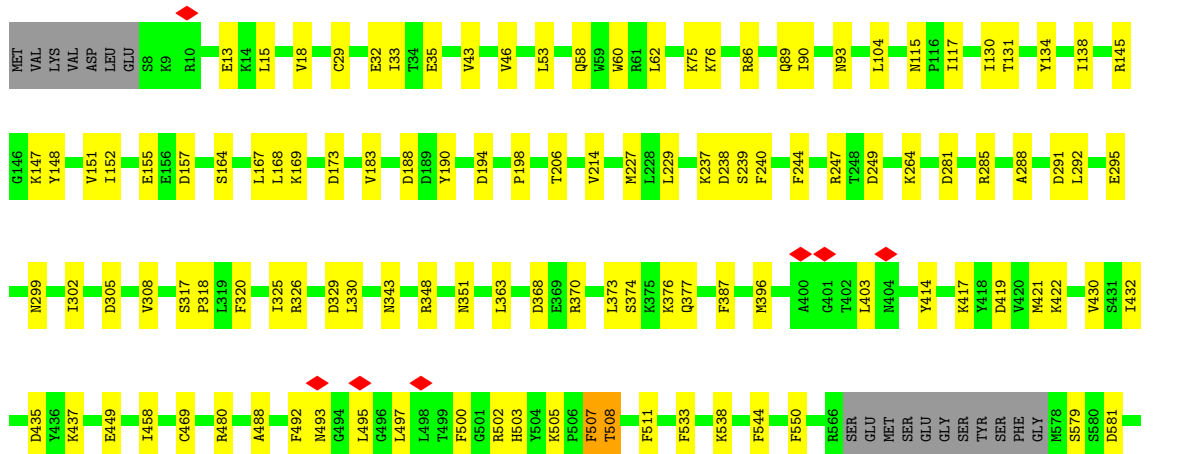 MET VAL LYS VAL ASP LEU GLU S8 K9 R10 E13 K14 L15 V18 C29 E32 I33 T34 E35 V43 V46 L53 Q58 W59 W60 R61 L62 K75 K76 R86 Q89 I90 N93 L104 N115 P116 I117 I130 T131 Y134 I138 R145
G146 K147 Y148 V151 I152 E155 E156 D157 S164 L167 L168 K169 D173 V183 D188 D189 Y190 D194 P198 T206 V214 M227 L228 L229 K237 D238 S239 F240 F244 R247 T248 D249 K264 D281 R285 A288 D291 L292 E295
N299 I302 D305 V308 S317 P318 L319 F320 I325 R326 D329 L330 N343 R348 N351 L363 D368 E369 R370 L373 S374 K375 K376 Q377 F387 M396 A400 G401 T402 L403 N404 Y414 K417 Y418 D419 V420 M421 K422 V430 S431 I432
D435 Y436 K437 E449 I458 C469 R480 A488 F492 N493 G494 L495 G496 L497 L498 T499 F500 G501 R502 H503 Y504 K505 P506 F507 T508 F511 F533 K538 F544 F550 R566 SER GLU MET SER GLU GLY SER TYR SER PHE GLY M578 S579 S580 D581